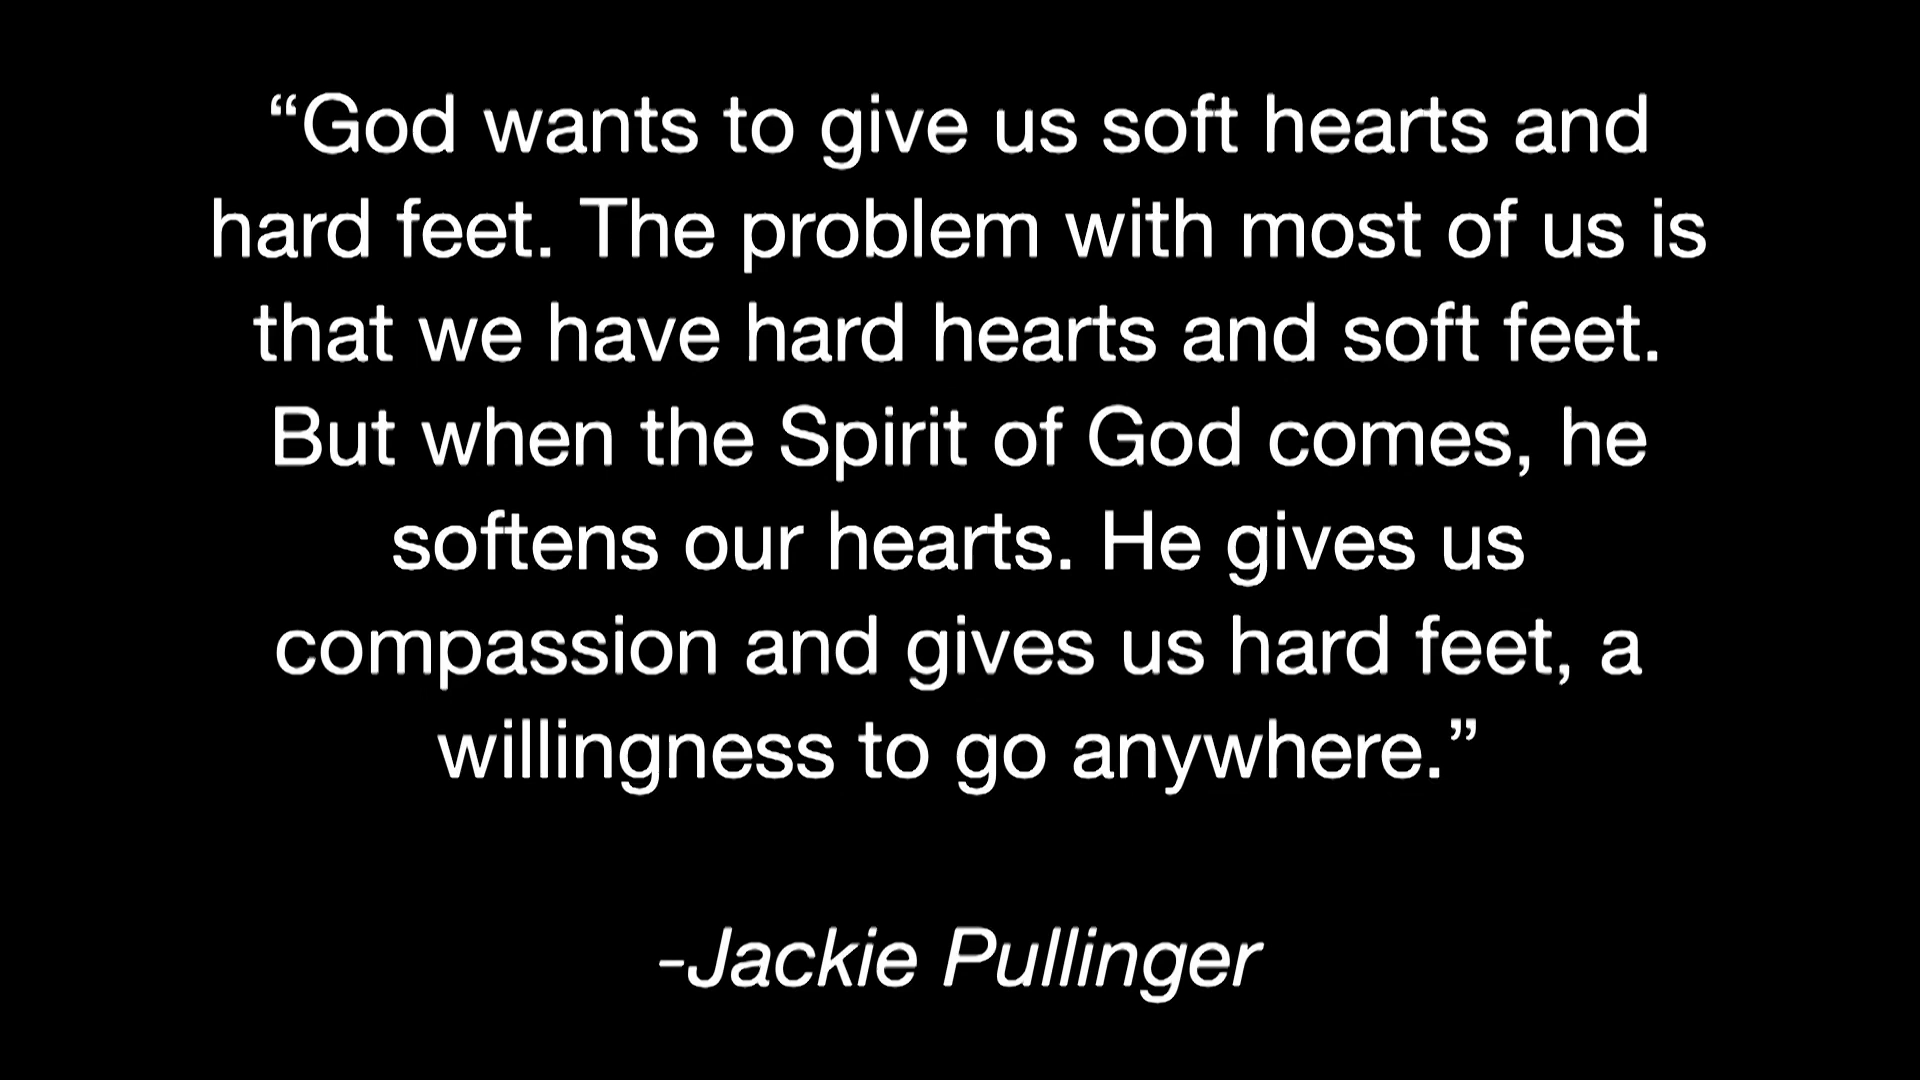 “God wants to give us soft hearts and
hard feet. The problem with most of us is
that we have hard hearts and soft feet.
But when the Spirit of God comes, he
softens our hearts. He gives us
compassion and gives us hard feet, a
willingness to go anywhere.”
-Jackie Pullinger